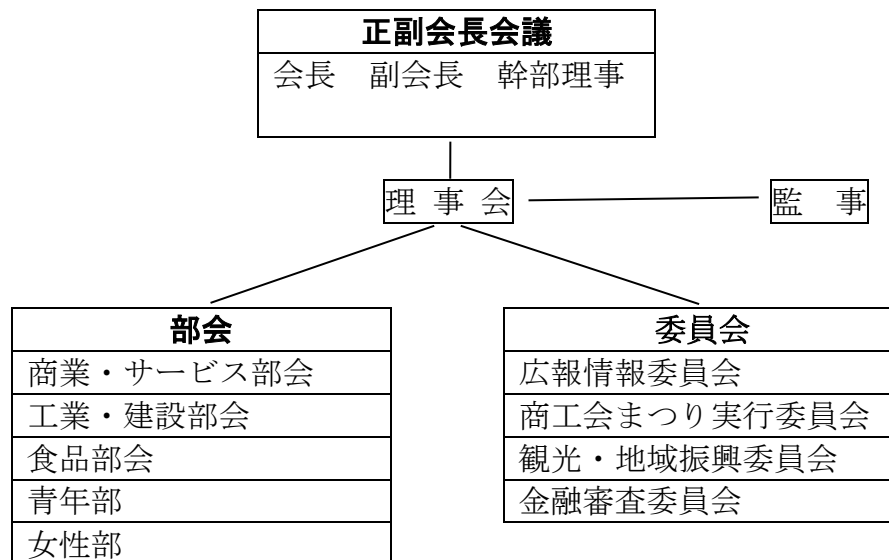 正副会長会議
会長　副会長　幹部理事
理 事 会
監　事
部会
商業・サービス部会
工業・建設部会
食品部会
青年部
女性部
委員会
広報情報委員会
商工会まつり実行委員会
観光・地域振興委員会
金融審査委員会